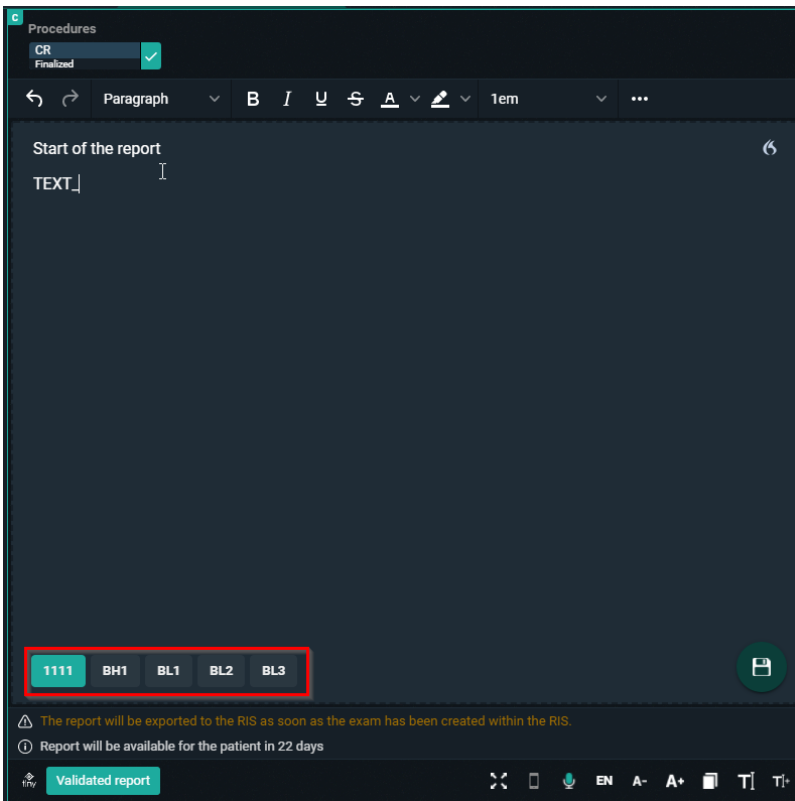 C
Procedures
CR
Finalized
Paragraph B I U S A 1em •••
Start of the report
TEXT_
1111 BH1 BL1 BL2 BL3
The report will be exported to the RIS as soon as the exam has been created within the RIS.
Report will be available for the patient in 22 days
tiny Validated report EN A- A+ T T+